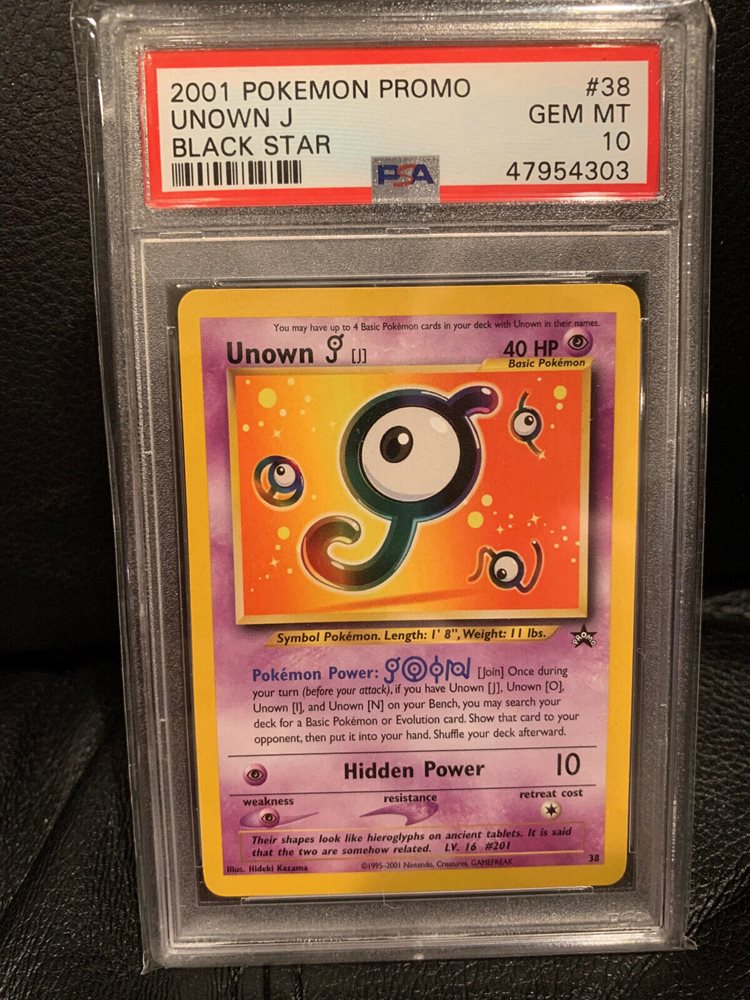 2001 POKEMON PROMO #38
UNOWN J GEM MT
BLACK STAR 10
PSA 47954303
You may have up to 4 Basic Pokémon cards in your deck with Unown in their names.
Unown [J] 40 HP
Basic Pokémon
Symbol Pokémon. Length: 1' 8", Weight: 11 lbs.
PROMO
Pokémon Power: [Join] Once during
your turn (before your attack), if you have Unown [J], Unown [O],
Unown [I], and Unown [N] on your Bench, you may search your
deck for a Basic Pokémon or Evolution card. Show that card to your
opponent, then put it into your hand. Shuffle your deck afterward.
Hidden Power 10
weakness resistance retreat cost
Their shapes look like hieroglyphs on ancient tablets. It is said
that the two are somehow related. LV. 16 #201
Illus. Hideki Kazama ©1995-2001 Nintendo, Creatures, GAMEFREAK. 38